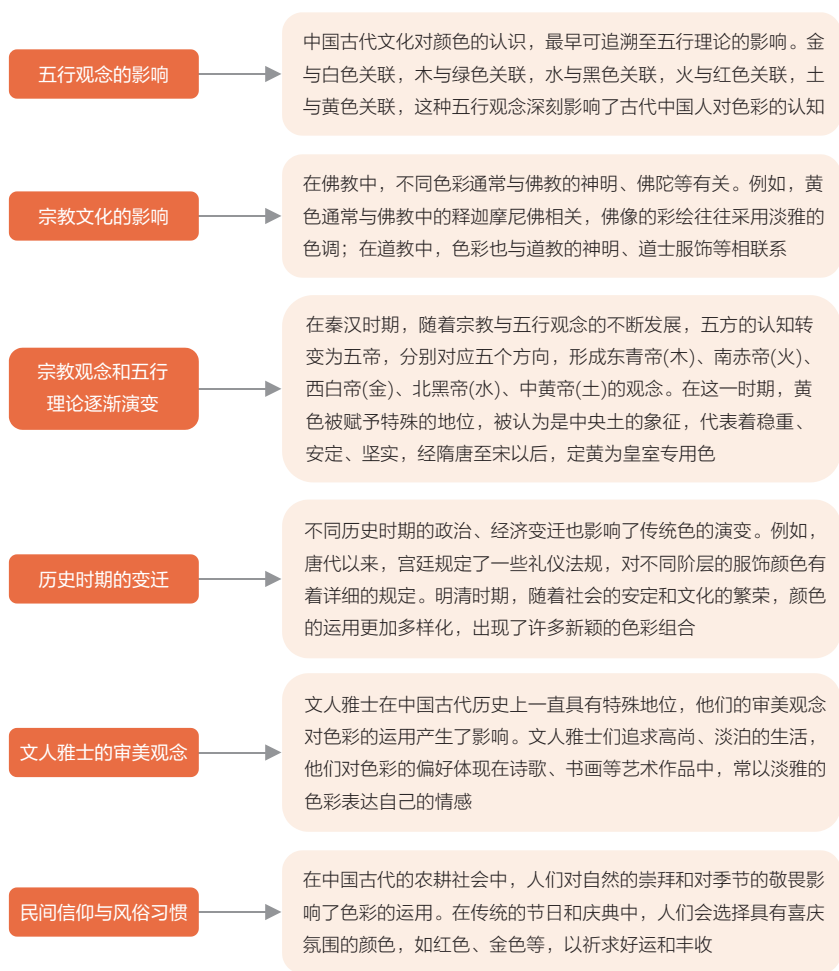 五行观念的影响
中国古代文化对颜色的认识，最早可追溯至五行理论的影响。金
与白色关联，木与绿色关联，水与黑色关联，火与红色关联，土
与黄色关联，这种五行观念深刻影响了古代中国人对色彩的认知
宗教文化的影响
在佛教中，不同色彩通常与佛教的神明、佛陀等有关。例如，黄
色通常与佛教中的释迦摩尼佛相关，佛像的彩绘往往采用淡雅的
色调；在道教中，色彩也与道教的神明、道士服饰等相联系
宗教观念和五行
理论逐渐演变
在秦汉时期，随着宗教与五行观念的不断发展，五方的认知转
变为五帝，分别对应五个方向，形成东青帝(木)、南赤帝(火)、
西白帝(金)、北黑帝(水)、中黄帝(土)的观念。在这一时期，黄
色被赋予特殊的地位，被认为是中央土的象征，代表着稳重、
安定、坚实，经隋唐至宋以后，定黄为皇室专用色
历史时期的变迁
不同历史时期的政治、经济变迁也影响了传统色的演变。例如，
唐代以来，宫廷规定了一些礼仪法规，对不同阶层的服饰颜色有
着详细的规定。明清时期，随着社会的安定和文化的繁荣，颜色
的运用更加多样化，出现了许多新颖的色彩组合
文人雅士的审美观念
文人雅士在中国古代历史上一直具有特殊地位，他们的审美观念
对色彩的运用产生了影响。文人雅士们追求高尚、淡泊的生活，
他们对色彩的偏好体现在诗歌、书画等艺术作品中，常以淡雅的
色彩表达自己的情感
民间信仰与风俗习惯
在中国古代的农耕社会中，人们对自然的崇拜和对季节的敬畏影
响了色彩的运用。在传统的节日和庆典中，人们会选择具有喜庆
氛围的颜色，如红色、金色等，以祈求好运和丰收